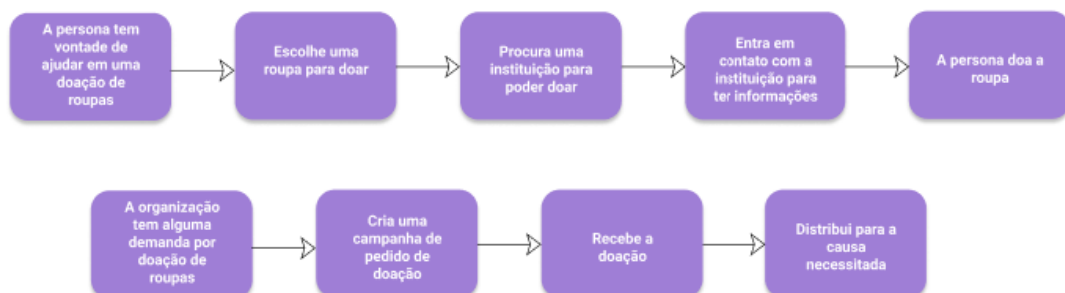 A persona tem
vontade de
ajudar em uma
doação de
roupas
Escolhe uma
roupa para doar
Procura uma
instituição para
poder doar
Entra em
contato com a
instituição para
ter informações
A persona doa a
roupa
A organização
tem alguma
demanda por
doação de
roupas
Cria uma
campanha de
pedido de
doação
Recebe a
doação
Distribui para a
causa
necessitada